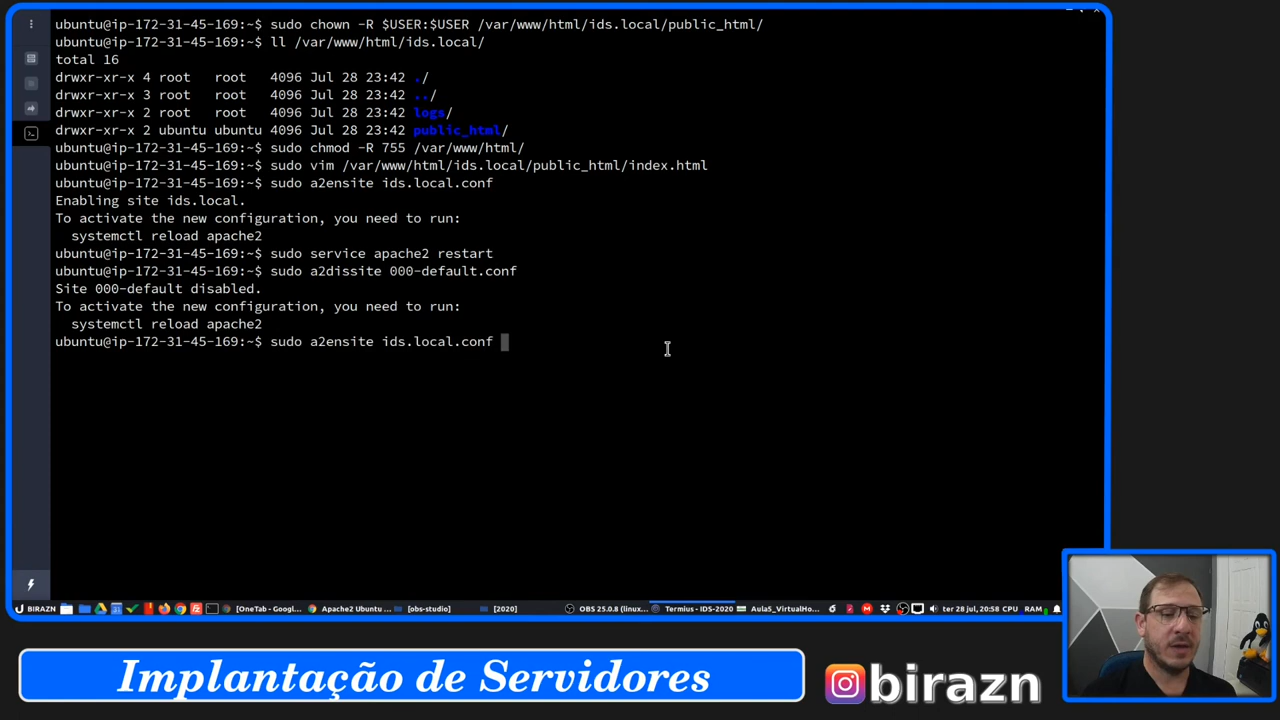 ubuntu@ip-172-31-45-169:~$ sudo chown -R $USER:$USER /var/www/html/ids.local/public_html/
ubuntu@ip-172-31-45-169:~$ ll /var/www/html/ids.local/
total 16
drwxr-xr-x 4 root   root   4096 Jul 28 23:42 ./
drwxr-xr-x 3 root   root   4096 Jul 28 23:42 ../
drwxr-xr-x 2 root   root   4096 Jul 28 23:42 logs/
drwxr-xr-x 2 ubuntu ubuntu 4096 Jul 28 23:42 public_html/
ubuntu@ip-172-31-45-169:~$ sudo chmod -R 755 /var/www/html/
ubuntu@ip-172-31-45-169:~$ sudo vim /var/www/html/ids.local/public_html/index.html
ubuntu@ip-172-31-45-169:~$ sudo a2ensite ids.local.conf
Enabling site ids.local.
To activate the new configuration, you need to run:
  systemctl reload apache2
ubuntu@ip-172-31-45-169:~$ sudo service apache2 restart
ubuntu@ip-172-31-45-169:~$ sudo a2dissite 000-default.conf
Site 000-default disabled.
To activate the new configuration, you need to run:
  systemctl reload apache2
ubuntu@ip-172-31-45-169:~$ sudo a2ensite ids.local.conf
BIRAZN [OneTab - Googl... Apache2 Ubuntu ... [obs-studio] [2020] OBS 25.0.8 (linux... Termius - IDS-2020 Aula5_VirtualHo... ter 28 jul, 20:58 CPU RAM
Implantação de Servidores
birazn